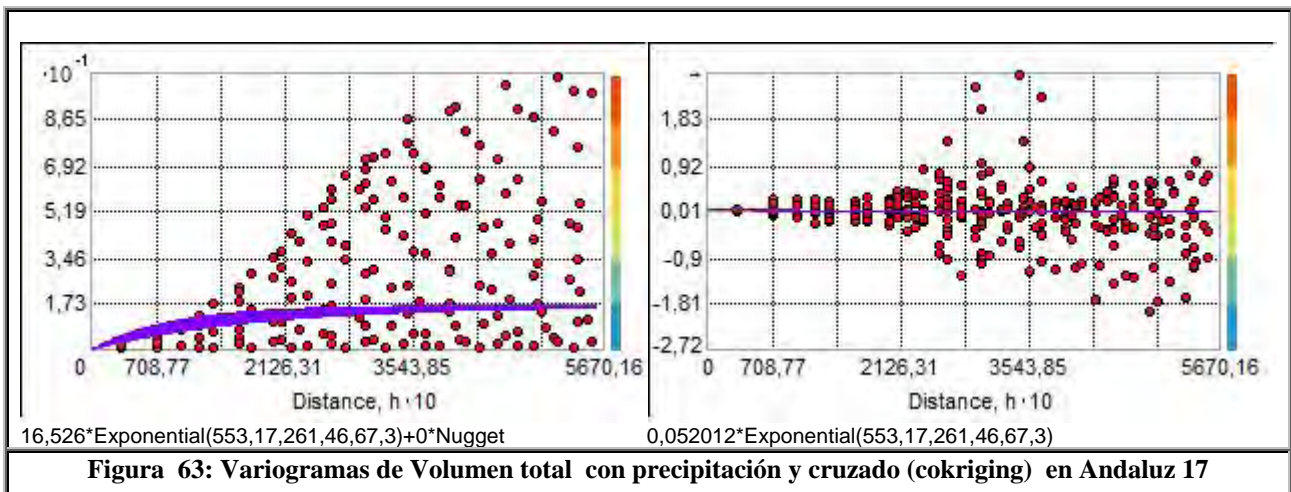 ·10 -1
8,65
6,92
5,19
3,46
1,73
0 708,77 2126,31 3543,85 5670,16
Distance, h · 10
1,83
0,92
0,01
-0,9
-1,81
-2,72
0 708,77 2126,31 3543,85 5670,16
Distance, h · 10
16,526*Exponential(553,17,261,46,67,3)+0*Nugget
0,052012*Exponential(553,17,261,46,67,3)
Figura 63: Variogramas de Volumen total con precipitación y cruzado (cokriging) en Andaluz 17